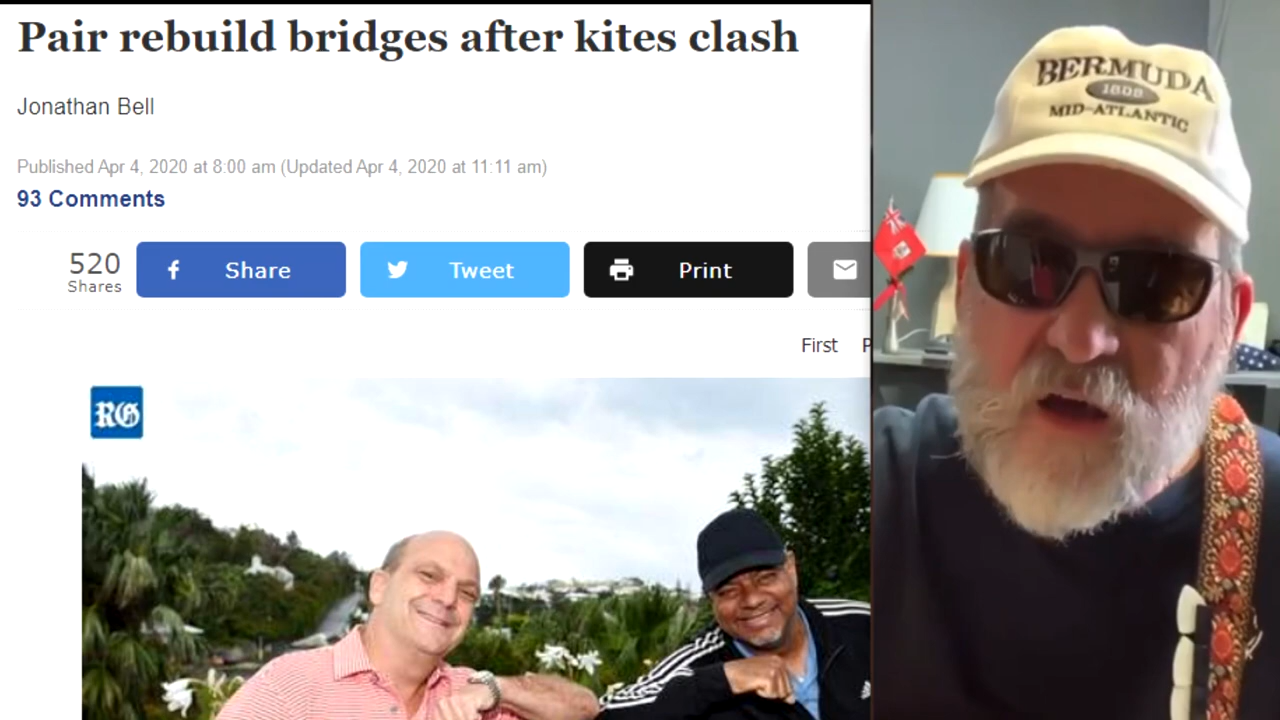 Pair rebuild bridges after kites clash
Jonathan Bell
Published Apr 4, 2020 at 8:00 am (Updated Apr 4, 2020 at 11:11 am)
93 Comments
520
Shares
Share
Tweet
Print
First P
RG
BERMUDA
1609
MID-ATLANTIC